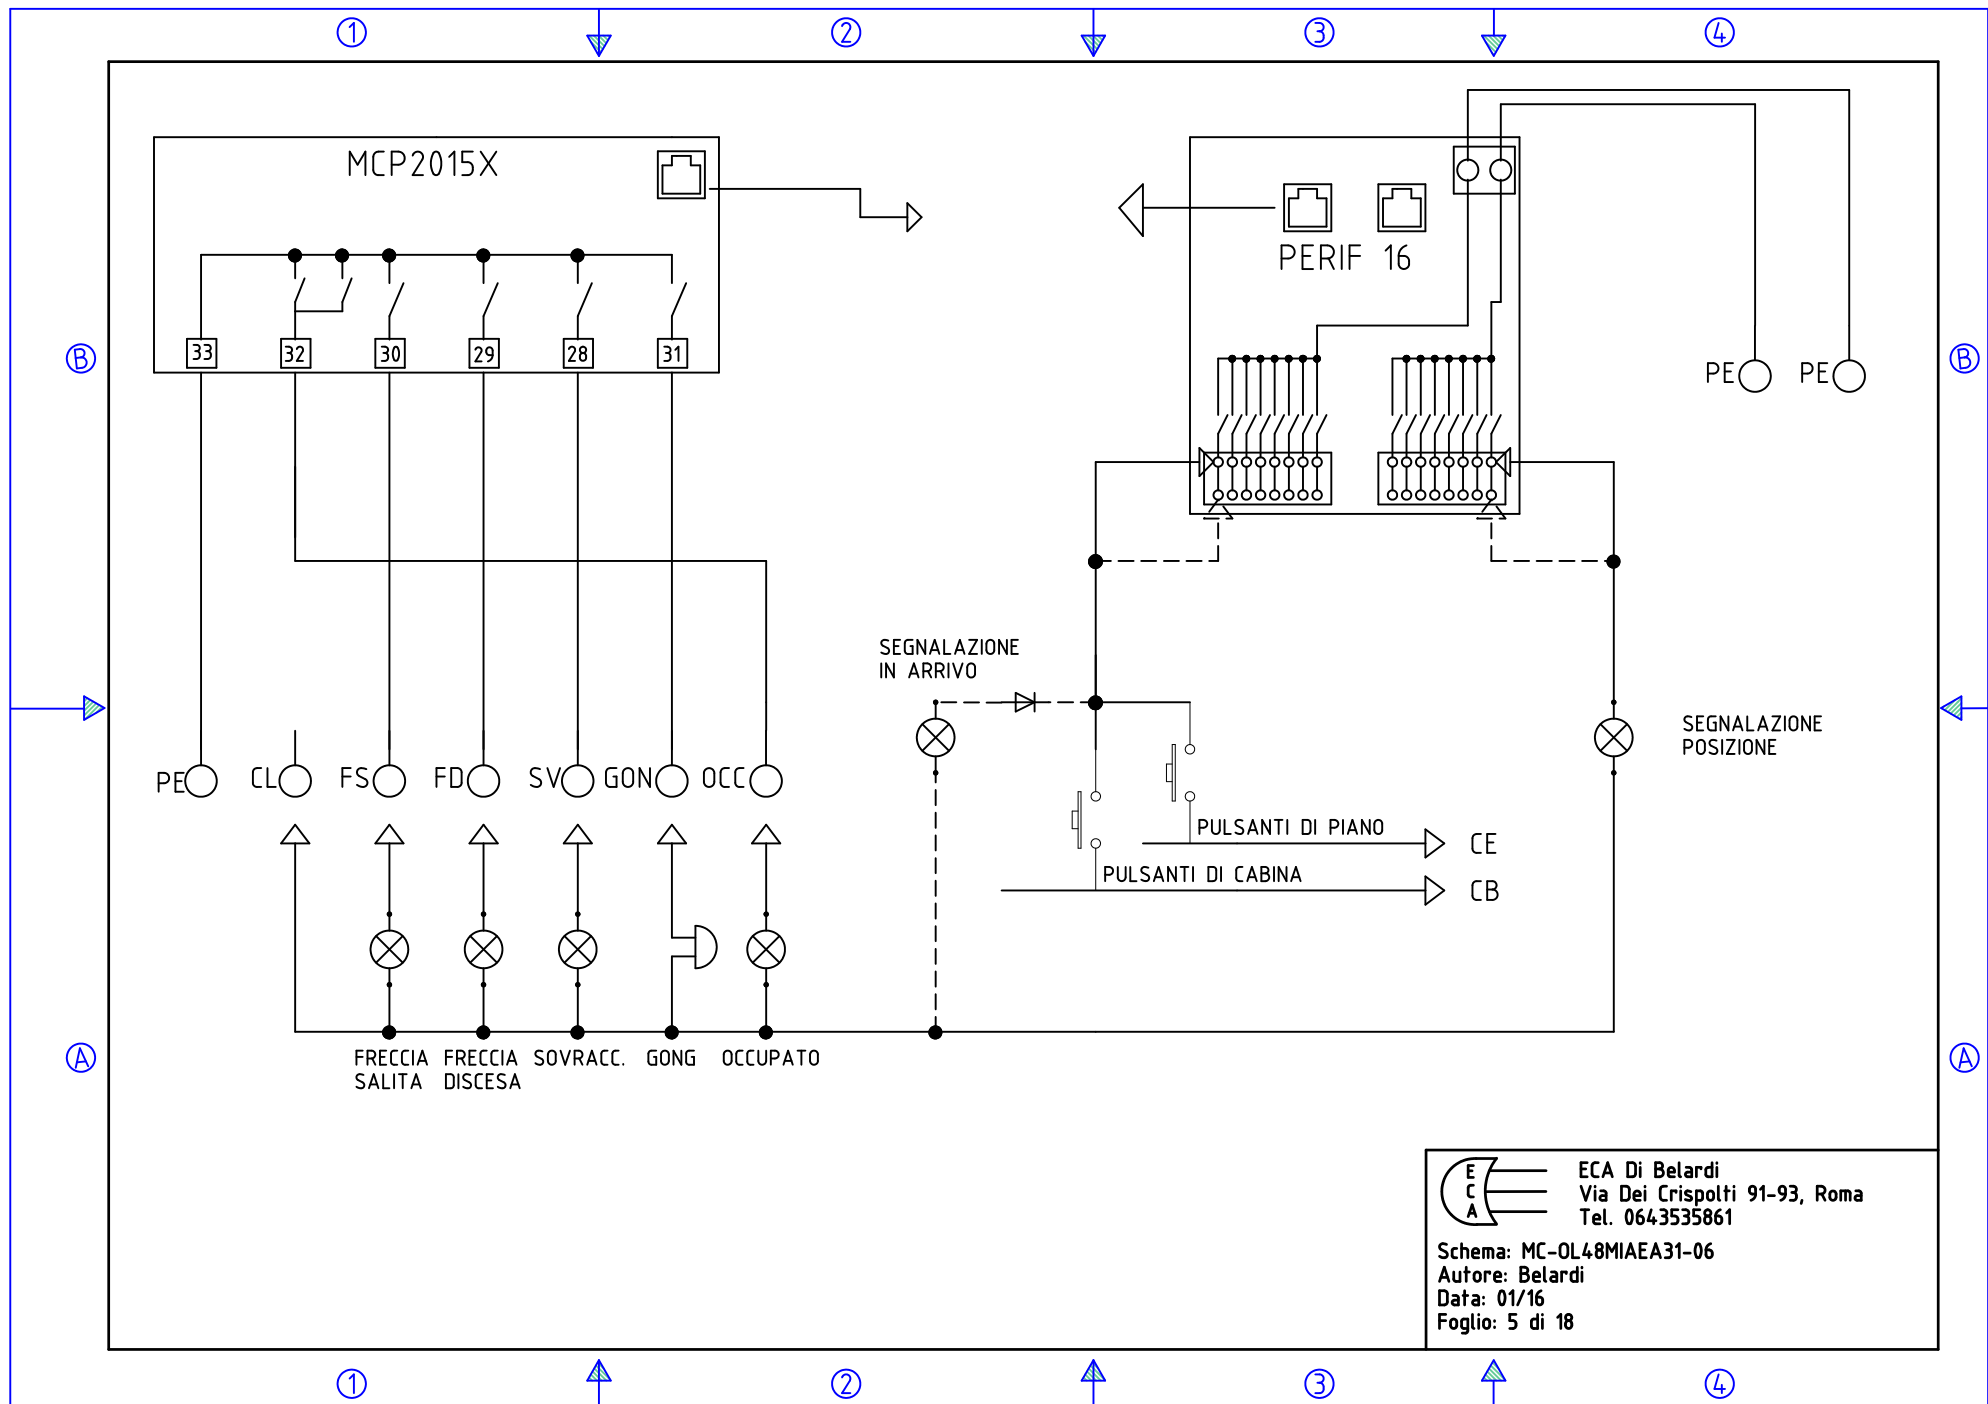 1 2 3 4
MCP2015X
PERIF 16
33 32 30 29 28 31
B B
PE PE
SEGNALAZIONE
IN ARRIVO
SEGNALAZIONE
POSIZIONE
PE CL FS FD SV GON OCC
PULSANTI DI PIANO CE
PULSANTI DI CABINA CB
A A
FRECCIA
SALITA
FRECCIA
DISCESA
SOVRACC.
GONG
OCCUPATO
E
C
A
ECA Di Belardi
Via Dei Crispolti 91-93, Roma
Tel. 0643535861
Schema: MC-OL48MIAEA31-06
Autore: Belardi
Data: 01/16
Foglio: 5 di 18
1 2 3 4